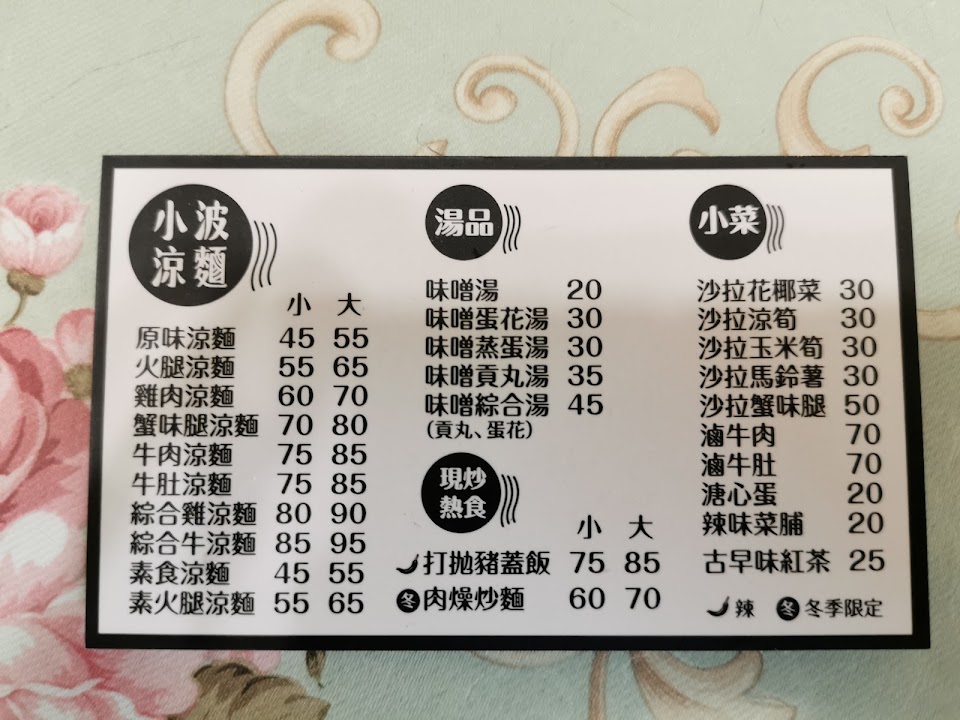 小波
涼麵
小 大
原味涼麵 45 55
火腿涼麵 55 65
雞肉涼麵 60 70
蟹味腿涼麵 70 80
牛肉涼麵 75 85
牛肚涼麵 75 85
綜合雞涼麵 80 90
綜合牛涼麵 85 95
素食涼麵 45 55
素火腿涼麵 55 65
湯品
味噌湯 20
味噌蛋花湯 30
味噌蒸蛋湯 30
味噌貢丸湯 35
味噌綜合湯 45
(貢丸、蛋花)
現炒
熱食
小 大
打拋豬蓋飯 75 85
冬 肉燥炒麵 60 70
小菜
沙拉花椰菜 30
沙拉涼筍 30
沙拉玉米筍 30
沙拉馬鈴薯 30
沙拉蟹味腿 50
滷牛肉 70
滷牛肚 70
溏心蛋 20
辣味菜脯 20
古早味紅茶 25
辣 冬 冬季限定